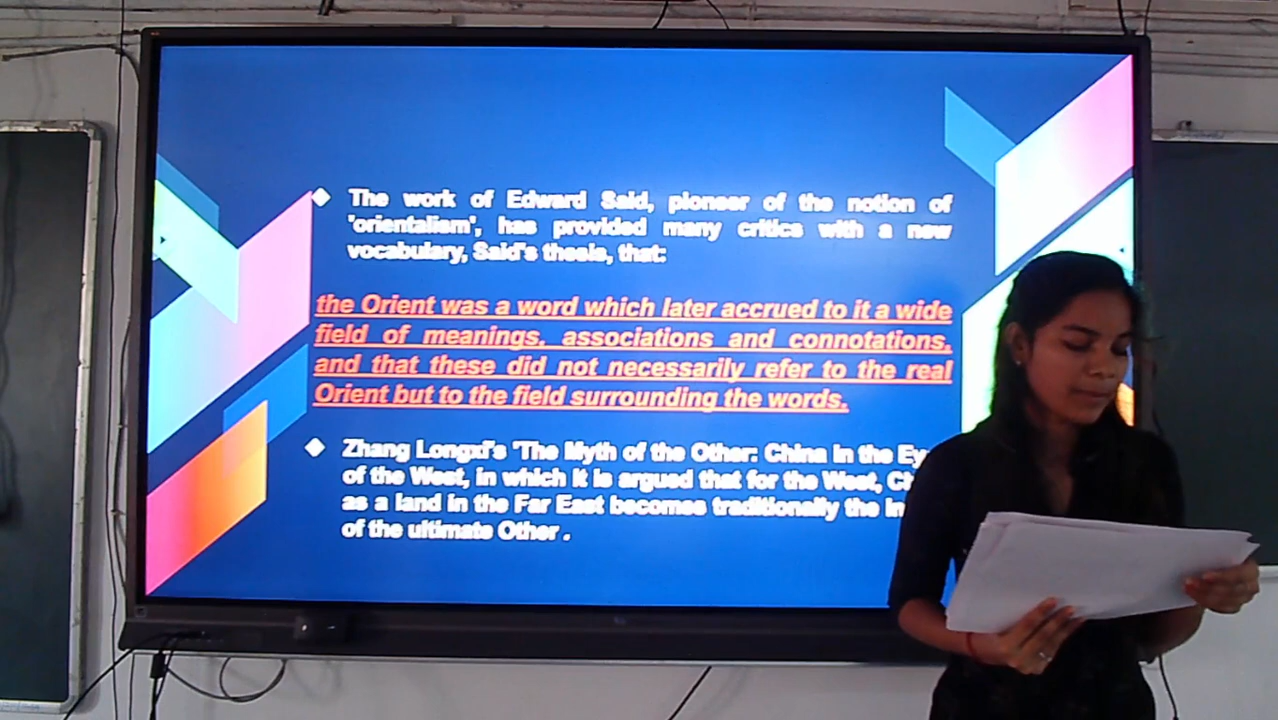 The work of Edward Said, pioneer of the notion of
'orientalism', has provided many critics with a new
vocabulary, Said's thesis, that:
the Orient was a word which later accrued to it a wide
field of meanings, associations and connotations,
and that these did not necessarily refer to the real
Orient but to the field surrounding the words.
Zhang Longxi's 'The Myth of the Other: China in the
of the West, in which it is argued that for the West,
as a land in the Far East becomes traditionally the
of the ultimate Other .